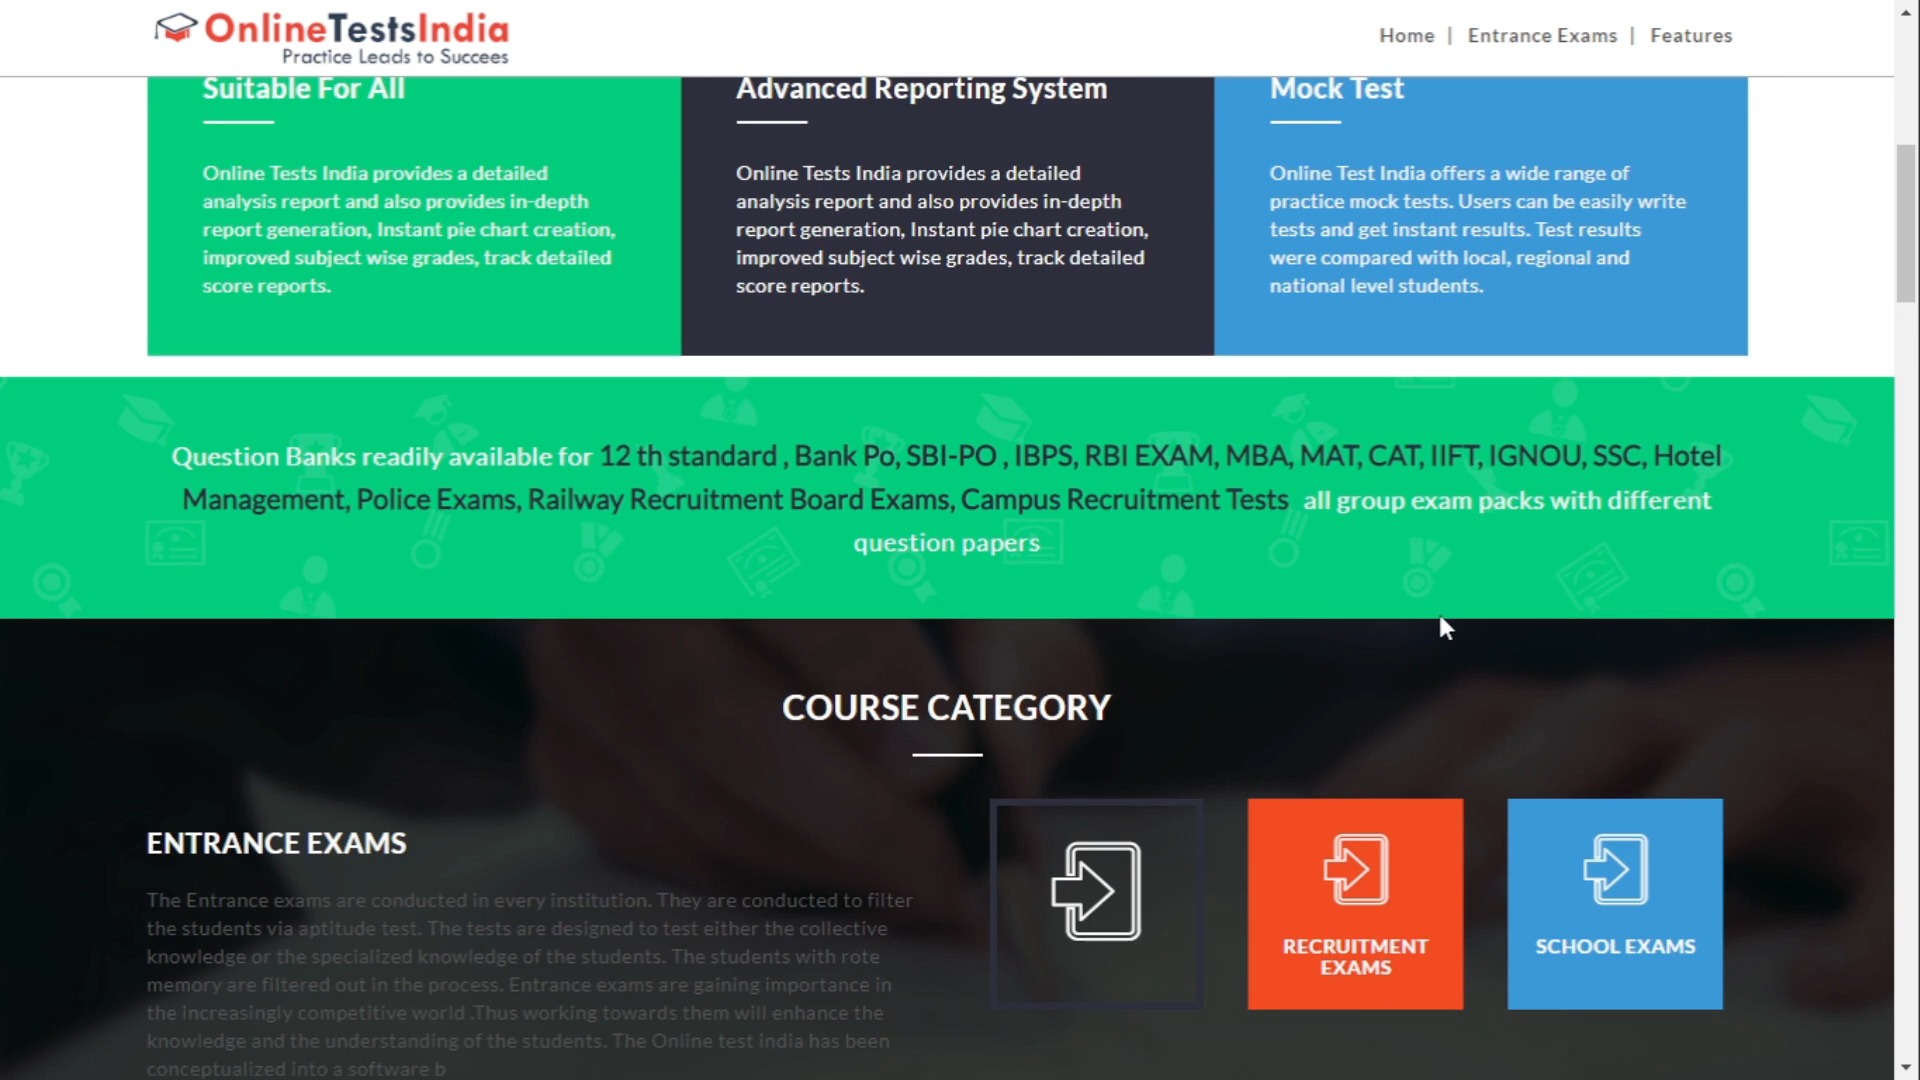 OnlineTestsIndia
Practice Leads to Succees
Home | Entrance Exams | Features
Suitable For All
Online Tests India provides a detailed
analysis report and also provides in-depth
report generation, Instant pie chart creation,
improved subject wise grades, track detailed
score reports.
Advanced Reporting System
Online Tests India provides a detailed
analysis report and also provides in-depth
report generation, Instant pie chart creation,
improved subject wise grades, track detailed
score reports.
Mock Test
Online Test India offers a wide range of
practice mock tests. Users can be easily write
tests and get instant results. Test results
were compared with local, regional and
national level students.
Question Banks readily available for 12 th standard , Bank Po, SBI-PO , IBPS, RBI EXAM, MBA, MAT, CAT, IIFT, IGNOU, SSC, Hotel
Management, Police Exams, Railway Recruitment Board Exams, Campus Recruitment Tests all group exam packs with different
question papers
COURSE CATEGORY
ENTRANCE EXAMS
The Entrance exams are conducted in every institution. They are conducted to filter
the students via aptitude test. The tests are designed to test either the collective
knowledge or the specialized knowledge of the students. The students with rote
memory are filtered out in the process. Entrance exams are gaining importance in
the increasingly competitive world .Thus working towards them will enhance the
knowledge and the understanding of the students. The Online test india has been
conceptualized into a software b
RECRUITMENT
EXAMS
SCHOOL EXAMS